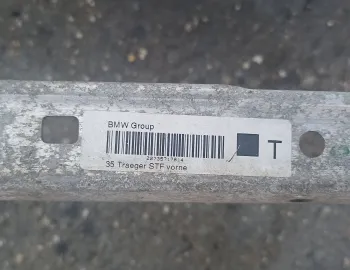 BMW Group
T
35 Traeger STF vorne